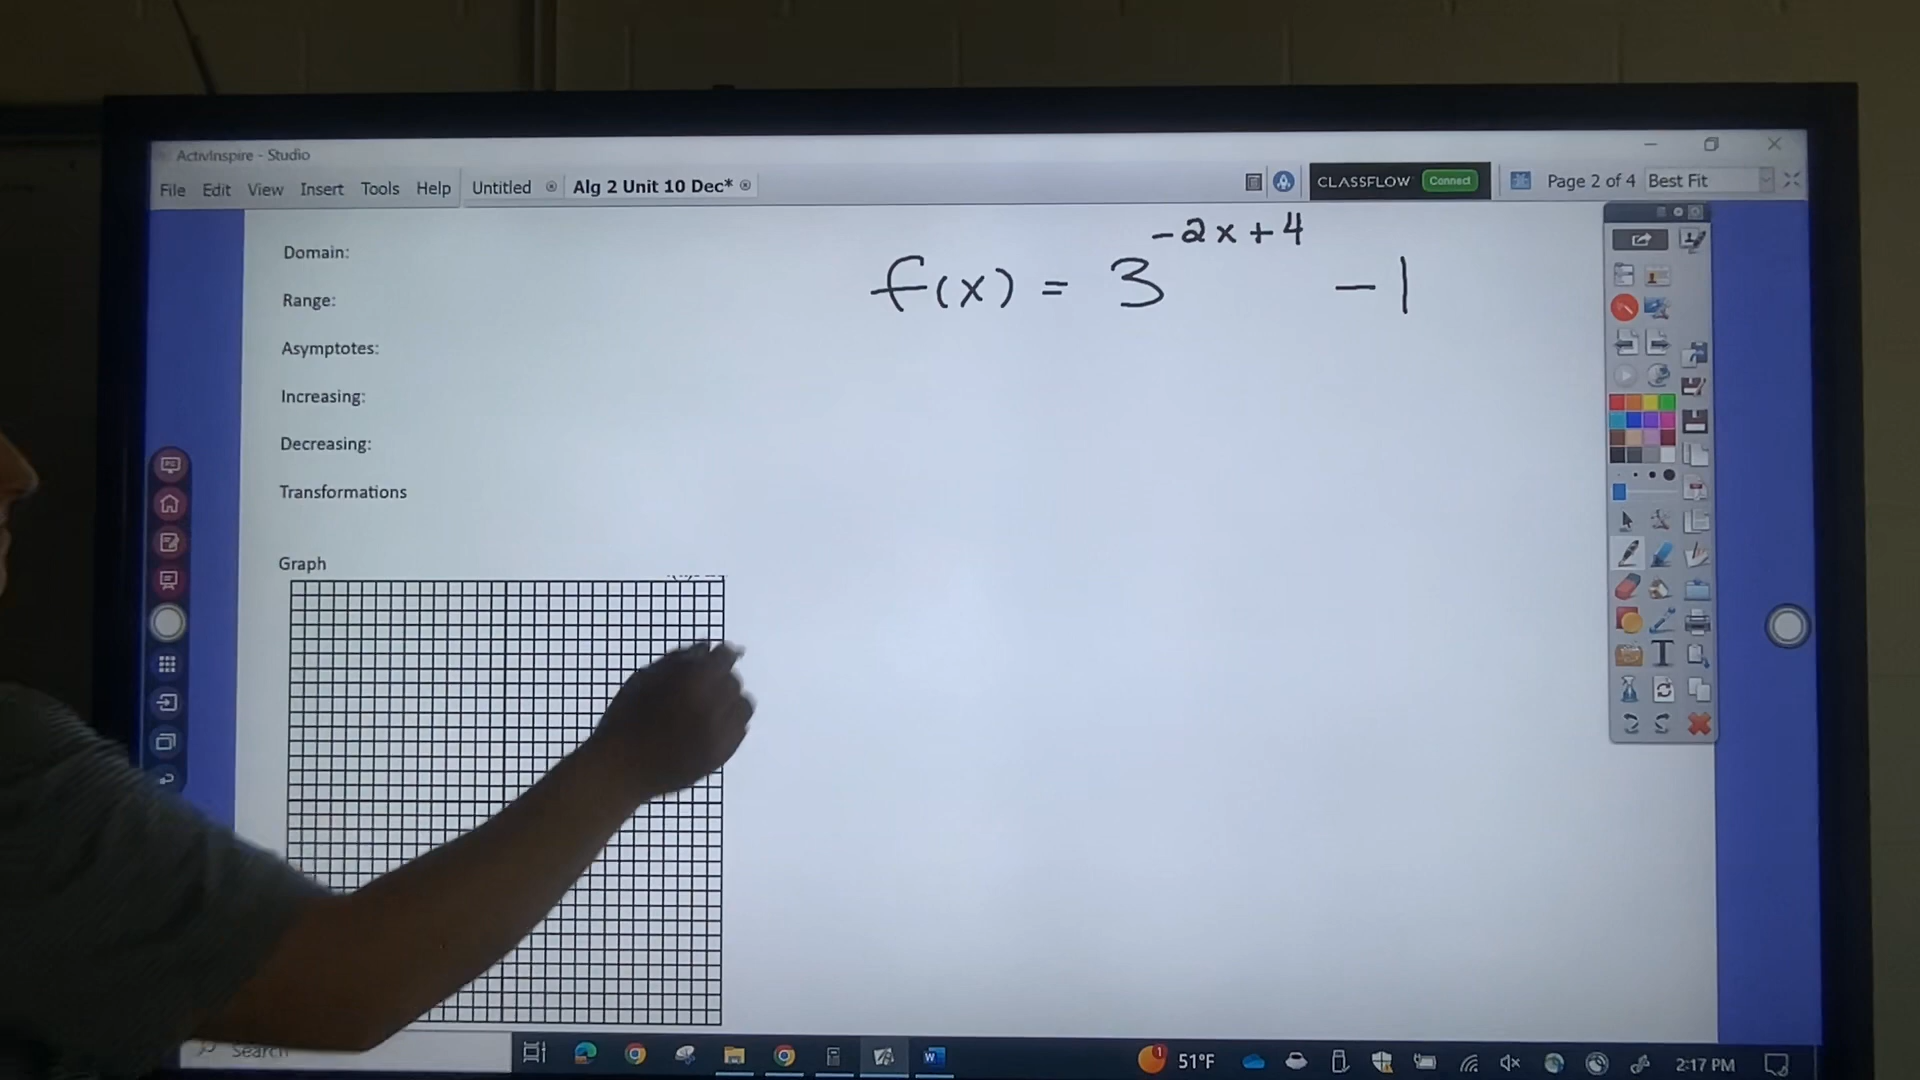 ActivInspire - Studio
File Edit View Insert Tools Help Untitled Alg 2 Unit 10 Dec* CLASSFLOW Connect Page 2 of 4 Best Fit
Domain:
Range:
Asymptotes:
Increasing:
Decreasing:
Transformations
Graph
f(x) = 3^{-2x+4} - 1
T
Search W 1 51°F 2:17 PM